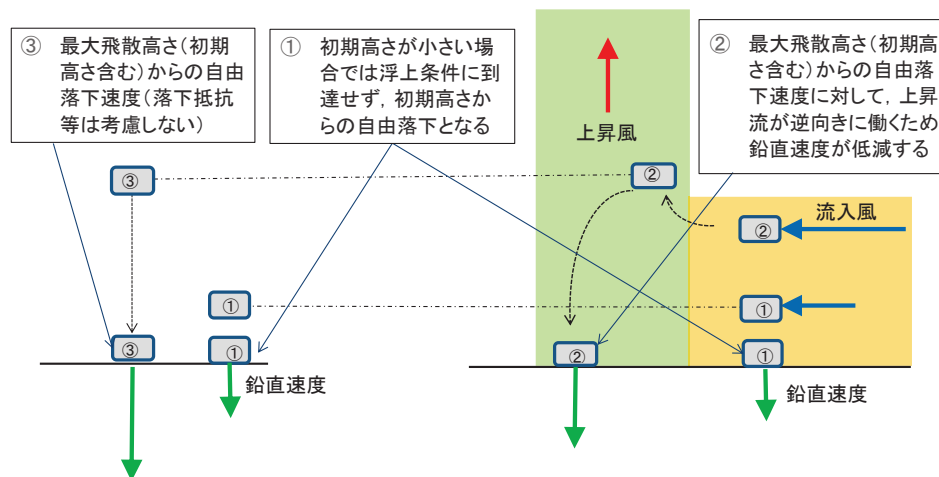 ③ 最大飛散高さ(初期
高さ含む)からの自由
落下速度(落下抵抗
等は考慮しない)
① 初期高さが小さい場
合では浮上条件に到
達せず，初期高さか
らの自由落下となる
② 最大飛散高さ(初期高
さ含む)からの自由落
下速度に対して，上昇
流が逆向きに働くため
鉛直速度が低減する
上昇風
③
②
流入風
②
①
①
③
①
②
①
鉛直速度
鉛直速度